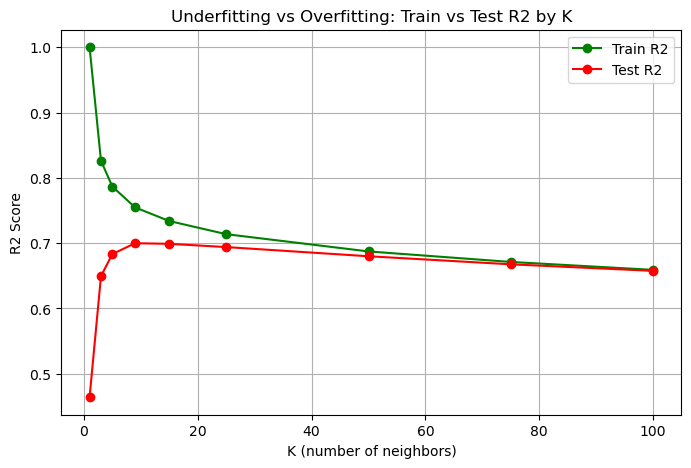 Underfitting vs Overfitting: Train vs Test R2 by K
Train R2
Test R2
R2 Score
1.0
0.9
0.8
0.7
0.6
0.5
0 20 40 60 80 100
K (number of neighbors)